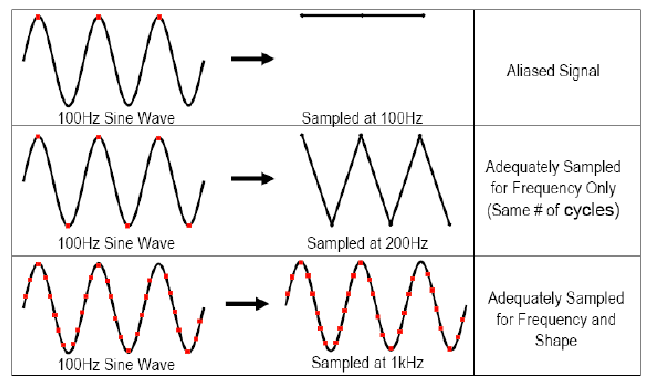 100Hz Sine Wave
Sampled at 100Hz
Aliased Signal
100Hz Sine Wave
Sampled at 200Hz
Adequately Sampled
for Frequency Only
(Same # of cycles)
100Hz Sine Wave
Sampled at 1kHz
Adequately Sampled
for Frequency and
Shape